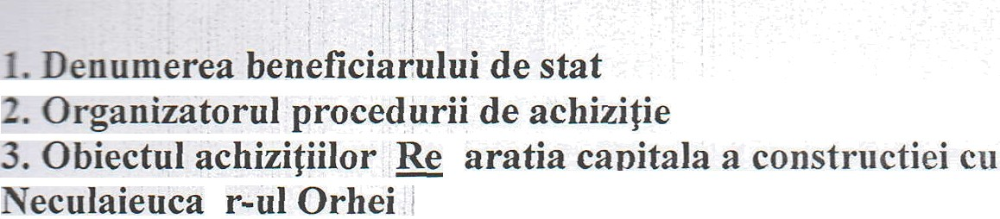 1. Denumerea beneficiarului de stat
2. Organizatorul procedurii de achiziţie
3. Obiectul achiziţiilor Re aratia capitala a constructiei cu
Neculaieuca r-ul Orhei